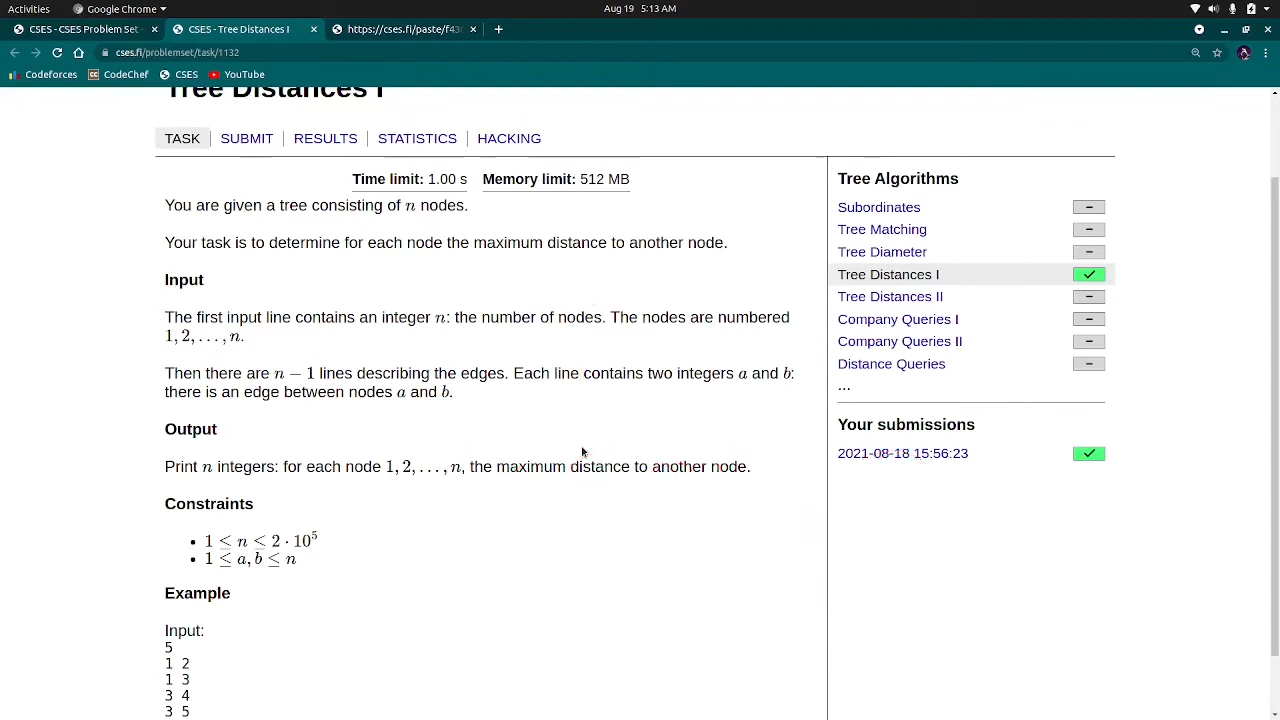 Activities
Google Chrome
Aug 19 5:13 AM
CSES - CSES Problem Set
CSES - Tree Distances I
https://cses.fi/paste/f43
cses.fi/problemset/task/1132
Codeforces
CC CodeChef
CSES
YouTube
Tree Distances I
TASK
SUBMIT
RESULTS
STATISTICS
HACKING
Time limit: 1.00 s Memory limit: 512 MB
You are given a tree consisting of n nodes.
Your task is to determine for each node the maximum distance to another node.
Input
The first input line contains an integer n: the number of nodes. The nodes are numbered
1, 2, . . . , n.
Then there are n − 1 lines describing the edges. Each line contains two integers a and b:
there is an edge between nodes a and b.
Output
Print n integers: for each node 1, 2, . . . , n, the maximum distance to another node.
Constraints
• 1 ≤ n ≤ 2 · 10⁵
• 1 ≤ a, b ≤ n
Example
Input:
5
1 2
1 3
3 4
3 5
Tree Algorithms
Subordinates
Tree Matching
Tree Diameter
Tree Distances I
Tree Distances II
Company Queries I
Company Queries II
Distance Queries
...
Your submissions
2021-08-18 15:56:23